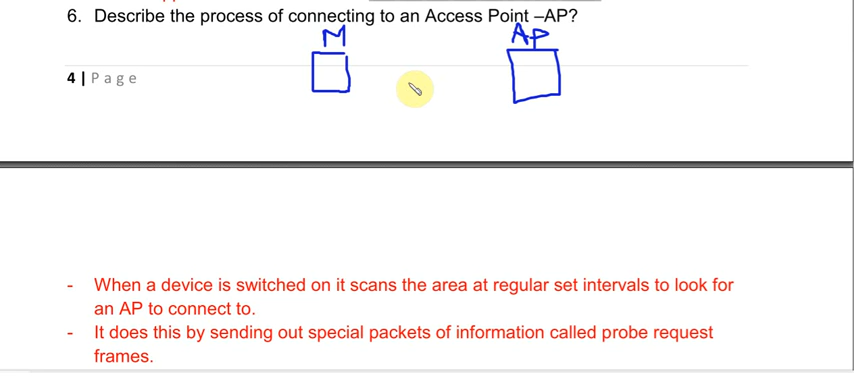 6. Describe the process of connecting to an Access Point –AP?
M AP
4 | P a g e
- When a device is switched on it scans the area at regular set intervals to look for
an AP to connect to.
- It does this by sending out special packets of information called probe request
frames.